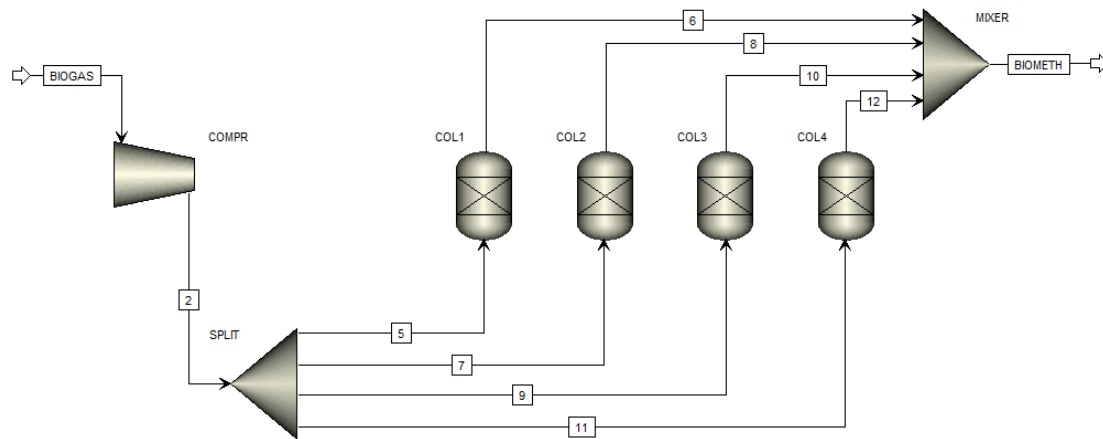 6
MIXER
8
BIOGAS
BIOMETH
10
12
COMPR
COL1
COL2
COL3
COL4
2
SPLIT
5
7
9
11